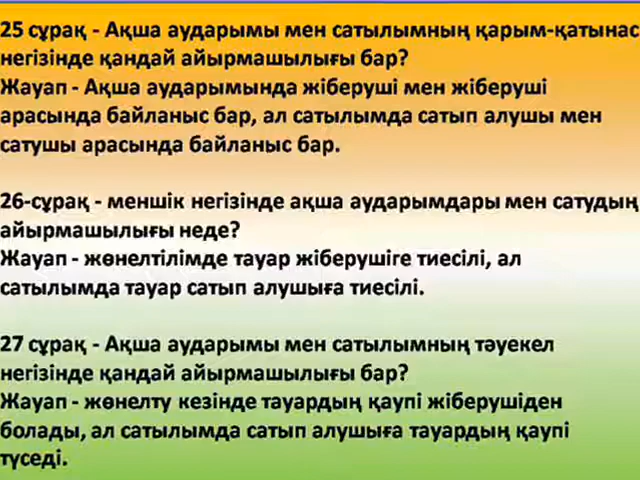 25 сұрақ - Ақша аударымы мен сатылымның қарым-қатынас
негізінде қандай айырмашылығы бар?
Жауап - Ақша аударымында жіберуші мен жіберуші
арасында байланыс бар, ал сатылымда сатып алушы мен
сатушы арасында байланыс бар.
26-сұрақ - меншік негізінде ақша аударымдары мен сатудың
айырмашылығы неде?
Жауап - жөнелтілімде тауар жіберушіге тиесілі, ал
сатылымда тауар сатып алушыға тиесілі.
27 сұрақ - Ақша аударымы мен сатылымның тәуекел
негізінде қандай айырмашылығы бар?
Жауап - жөнелту кезінде тауардың қаупі жіберушіден
болады, ал сатылымда сатып алушыға тауардың қаупі
түседі.